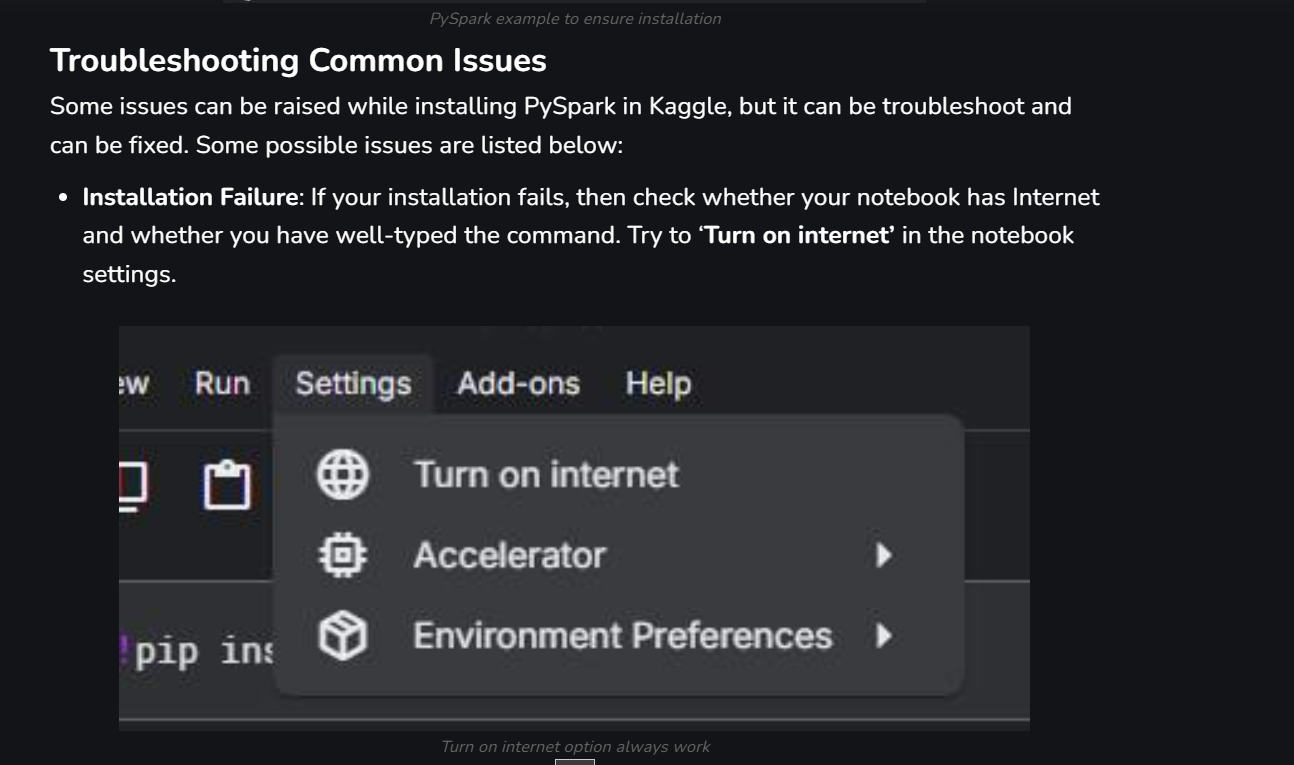 PySpark example to ensure installation
Troubleshooting Common Issues
Some issues can be raised while installing PySpark in Kaggle, but it can be troubleshoot and
can be fixed. Some possible issues are listed below:
• Installation Failure: If your installation fails, then check whether your notebook has Internet
and whether you have well-typed the command. Try to ‘Turn on internet’ in the notebook
settings.
ew Run Settings Add-ons Help
Turn on internet
Accelerator
Environment Preferences
!pip ins
Turn on internet option always work